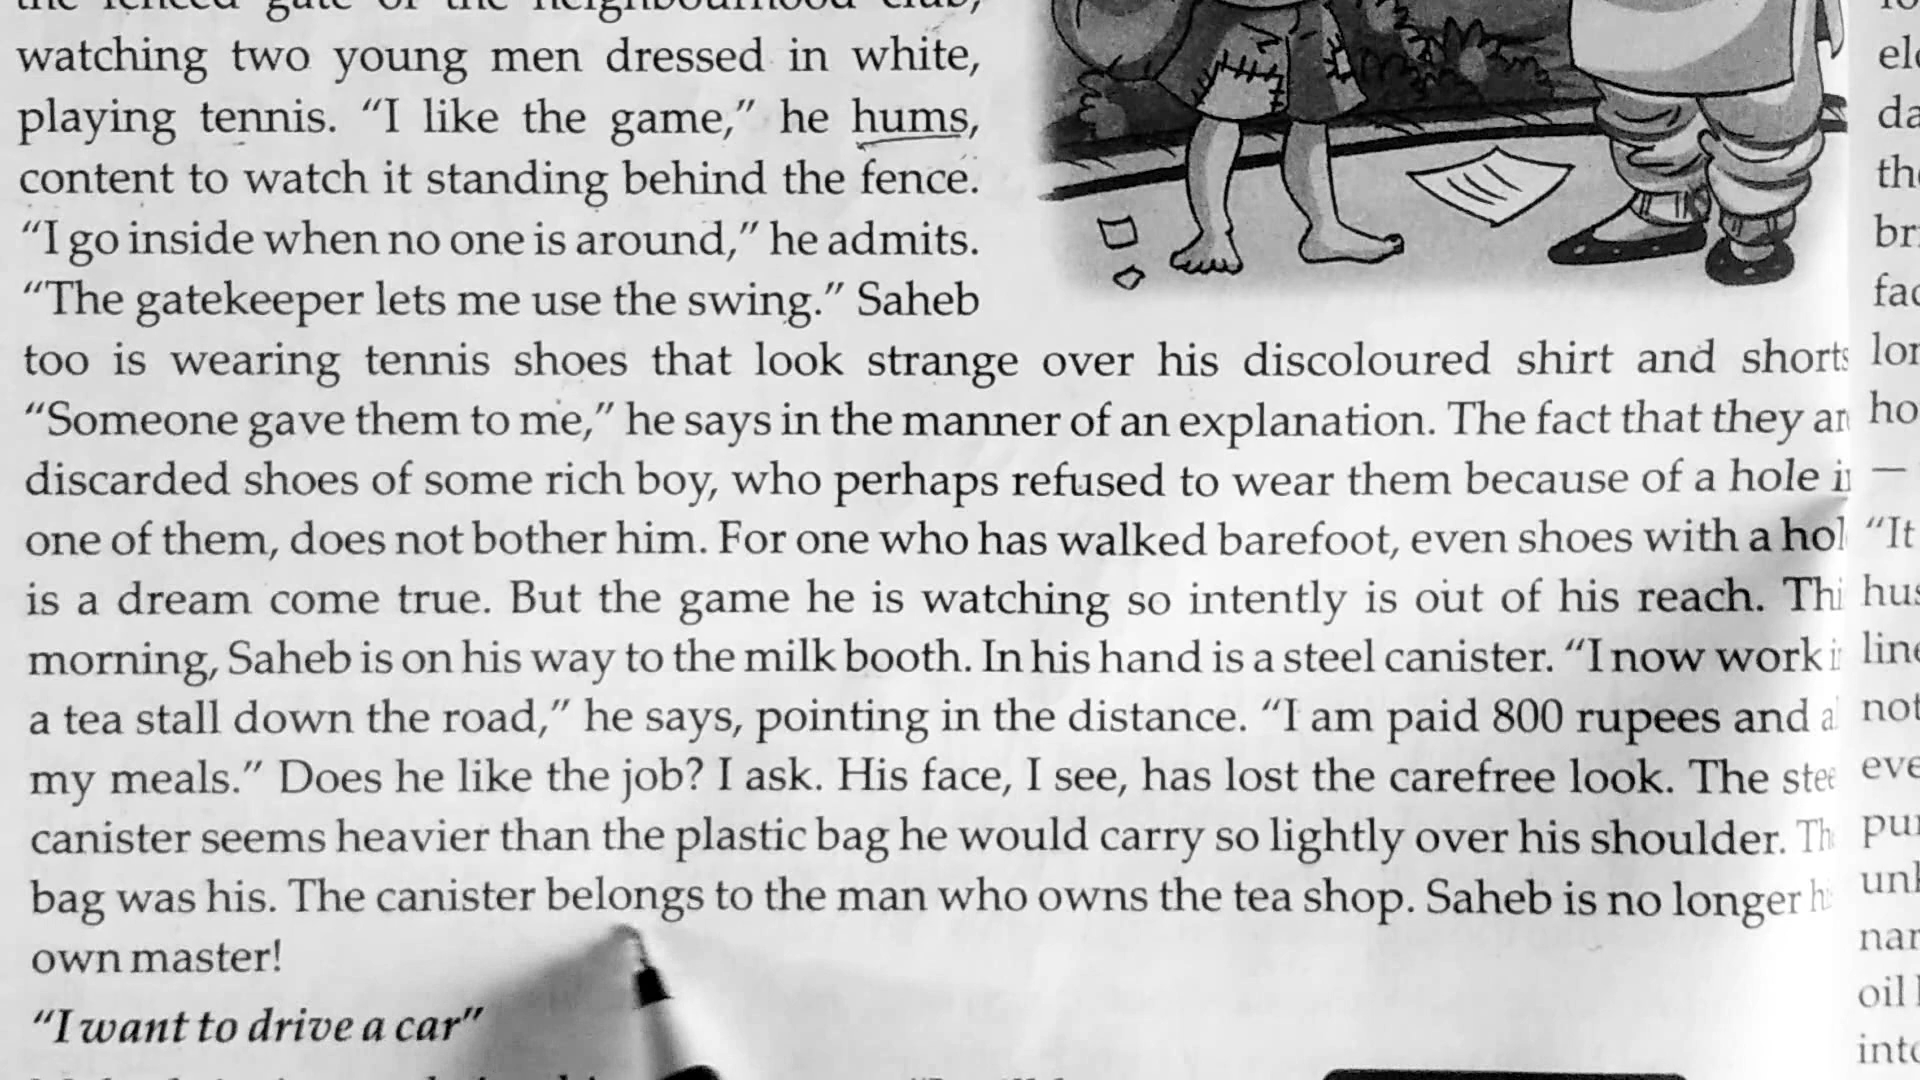 the fenced gate of the neighbourhood club,
watching two young men dressed in white,
playing tennis. “I like the game,” he hums,
content to watch it standing behind the fence.
“I go inside when no one is around,” he admits.
“The gatekeeper lets me use the swing.” Saheb
too is wearing tennis shoes that look strange over his discoloured shirt and shorts
“Someone gave them to me,” he says in the manner of an explanation. The fact that they
discarded shoes of some rich boy, who perhaps refused to wear them because of a hole
one of them, does not bother him. For one who has walked barefoot, even shoes with a
is a dream come true. But the game he is watching so intently is out of his reach.
morning, Saheb is on his way to the milk booth. In his hand is a steel canister. “I now work
a tea stall down the road,” he says, pointing in the distance. “I am paid 800 rupees and
my meals.” Does he like the job? I ask. His face, I see, has lost the carefree look. The
canister seems heavier than the plastic bag he would carry so lightly over his shoulder.
bag was his. The canister belongs to the man who owns the tea shop. Saheb is no longer
own master!
“I want to drive a car”
—
“It